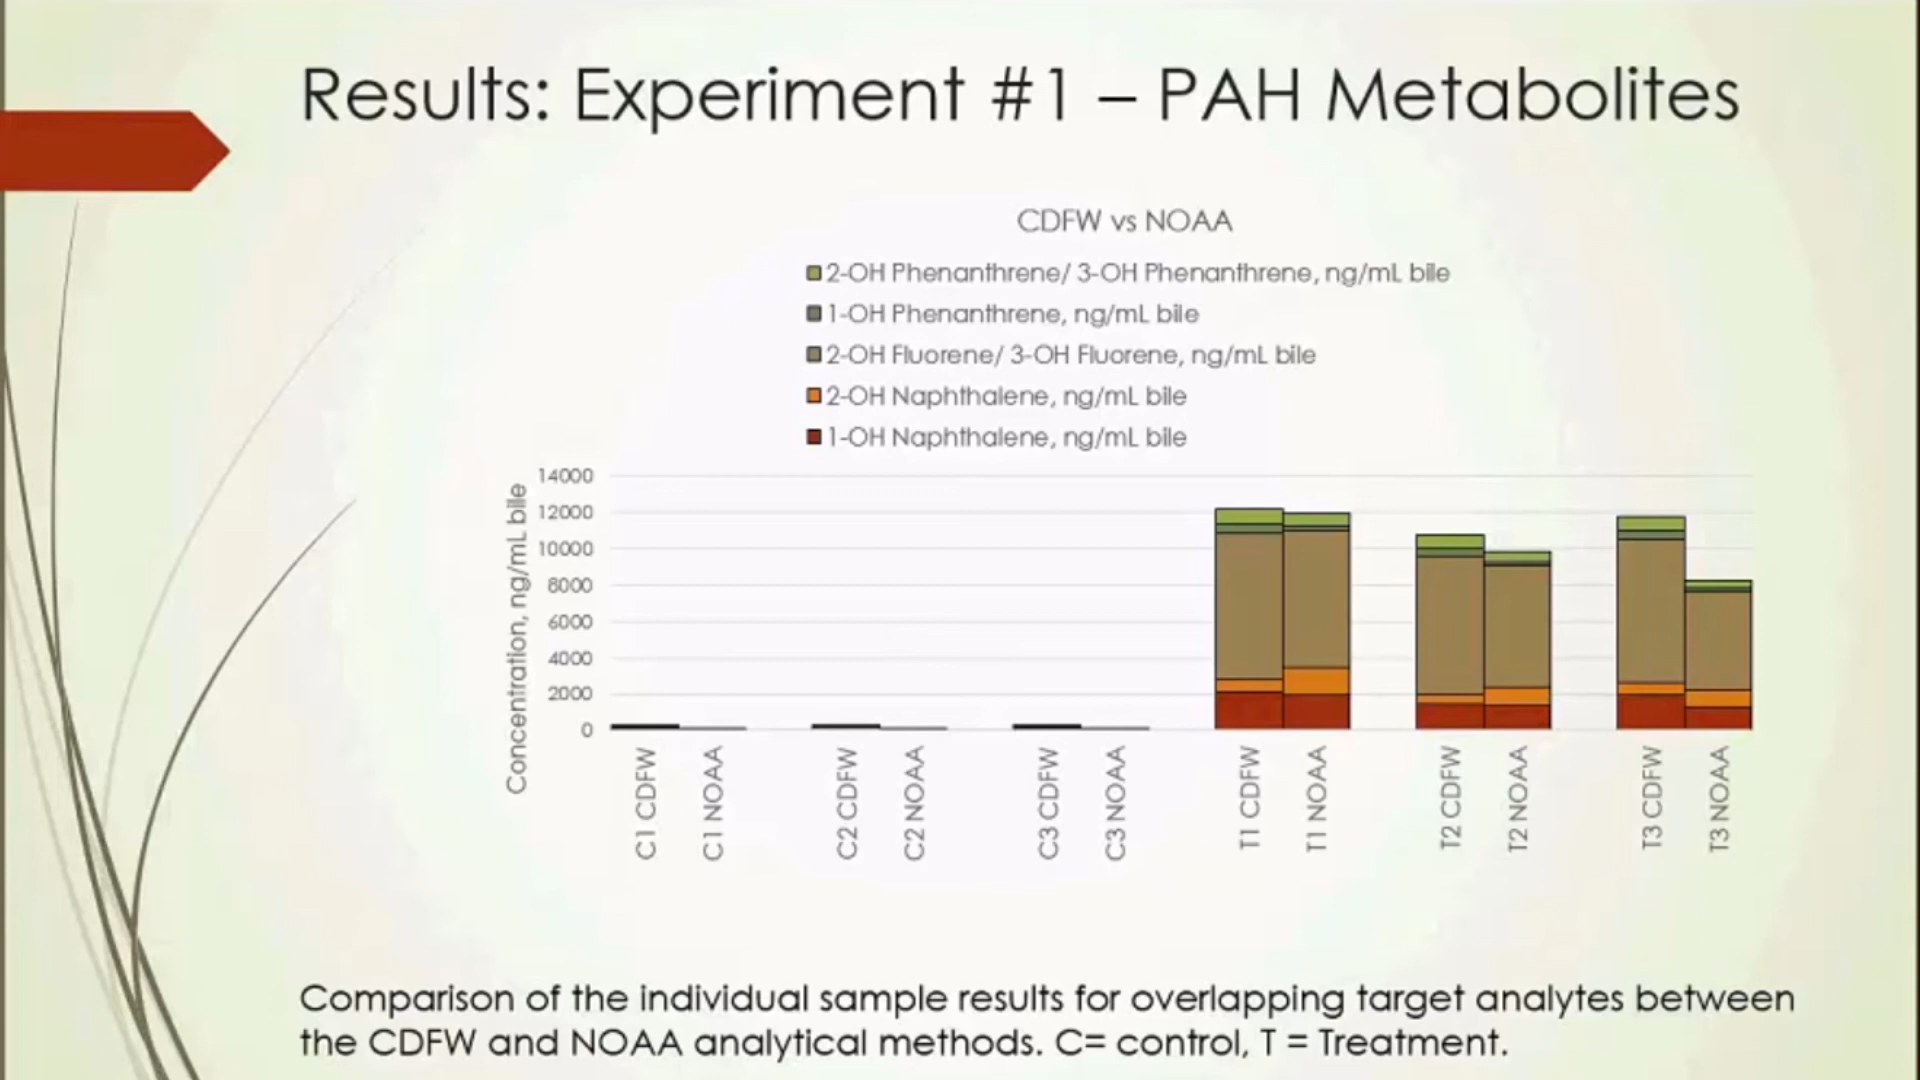 Results: Experiment #1 – PAH Metabolites
CDFW vs NOAA
2-OH Phenanthrene/ 3-OH Phenanthrene, ng/mL bile
1-OH Phenanthrene, ng/mL bile
2-OH Fluorene/ 3-OH Fluorene, ng/mL bile
2-OH Naphthalene, ng/mL bile
1-OH Naphthalene, ng/mL bile
Concentration, ng/mL bile
14000
12000
10000
8000
6000
4000
2000
0
C1 CDFW
C1 NOAA
C2 CDFW
C2 NOAA
C3 CDFW
C3 NOAA
T1 CDFW
T1 NOAA
T2 CDFW
T2 NOAA
T3 CDFW
T3 NOAA
Comparison of the individual sample results for overlapping target analytes between
the CDFW and NOAA analytical methods. C= control, T = Treatment.